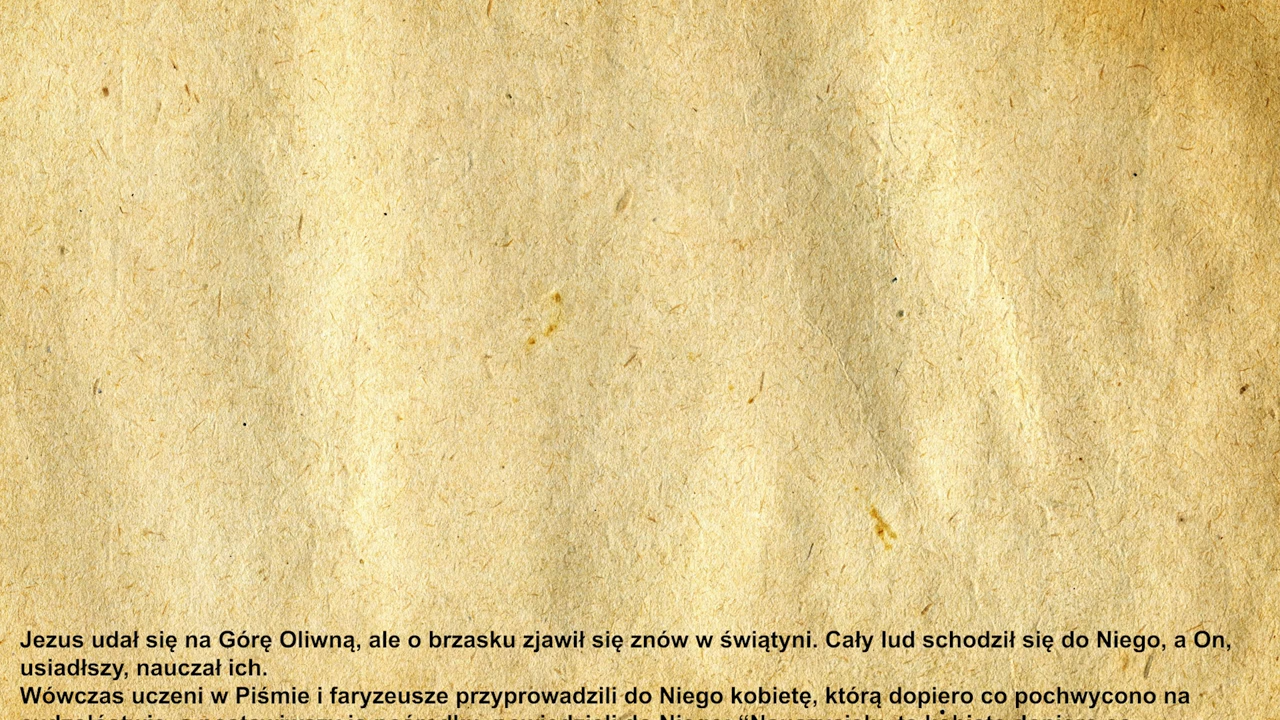 Jezus udał się na Górę Oliwną, ale o brzasku zjawił się znów w świątyni. Cały lud schodził się do Niego, a On,
usiadłszy, nauczał ich.
Wówczas uczeni w Piśmie i faryzeusze przyprowadzili do Niego kobietę, którą dopiero co pochwycono na